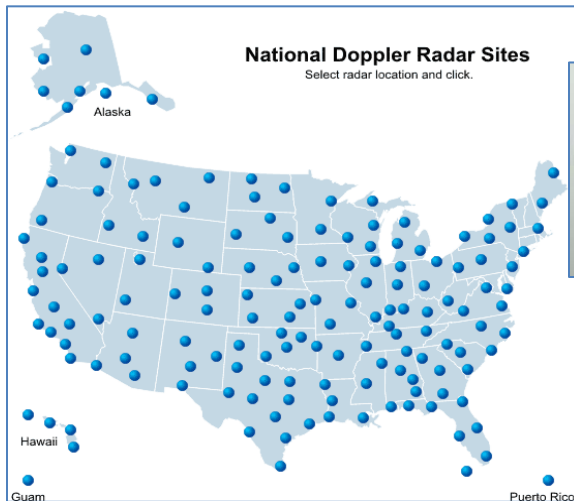 National Doppler Radar Sites
Select radar location and click.
Alaska
Hawaii
Guam
Puerto Rico